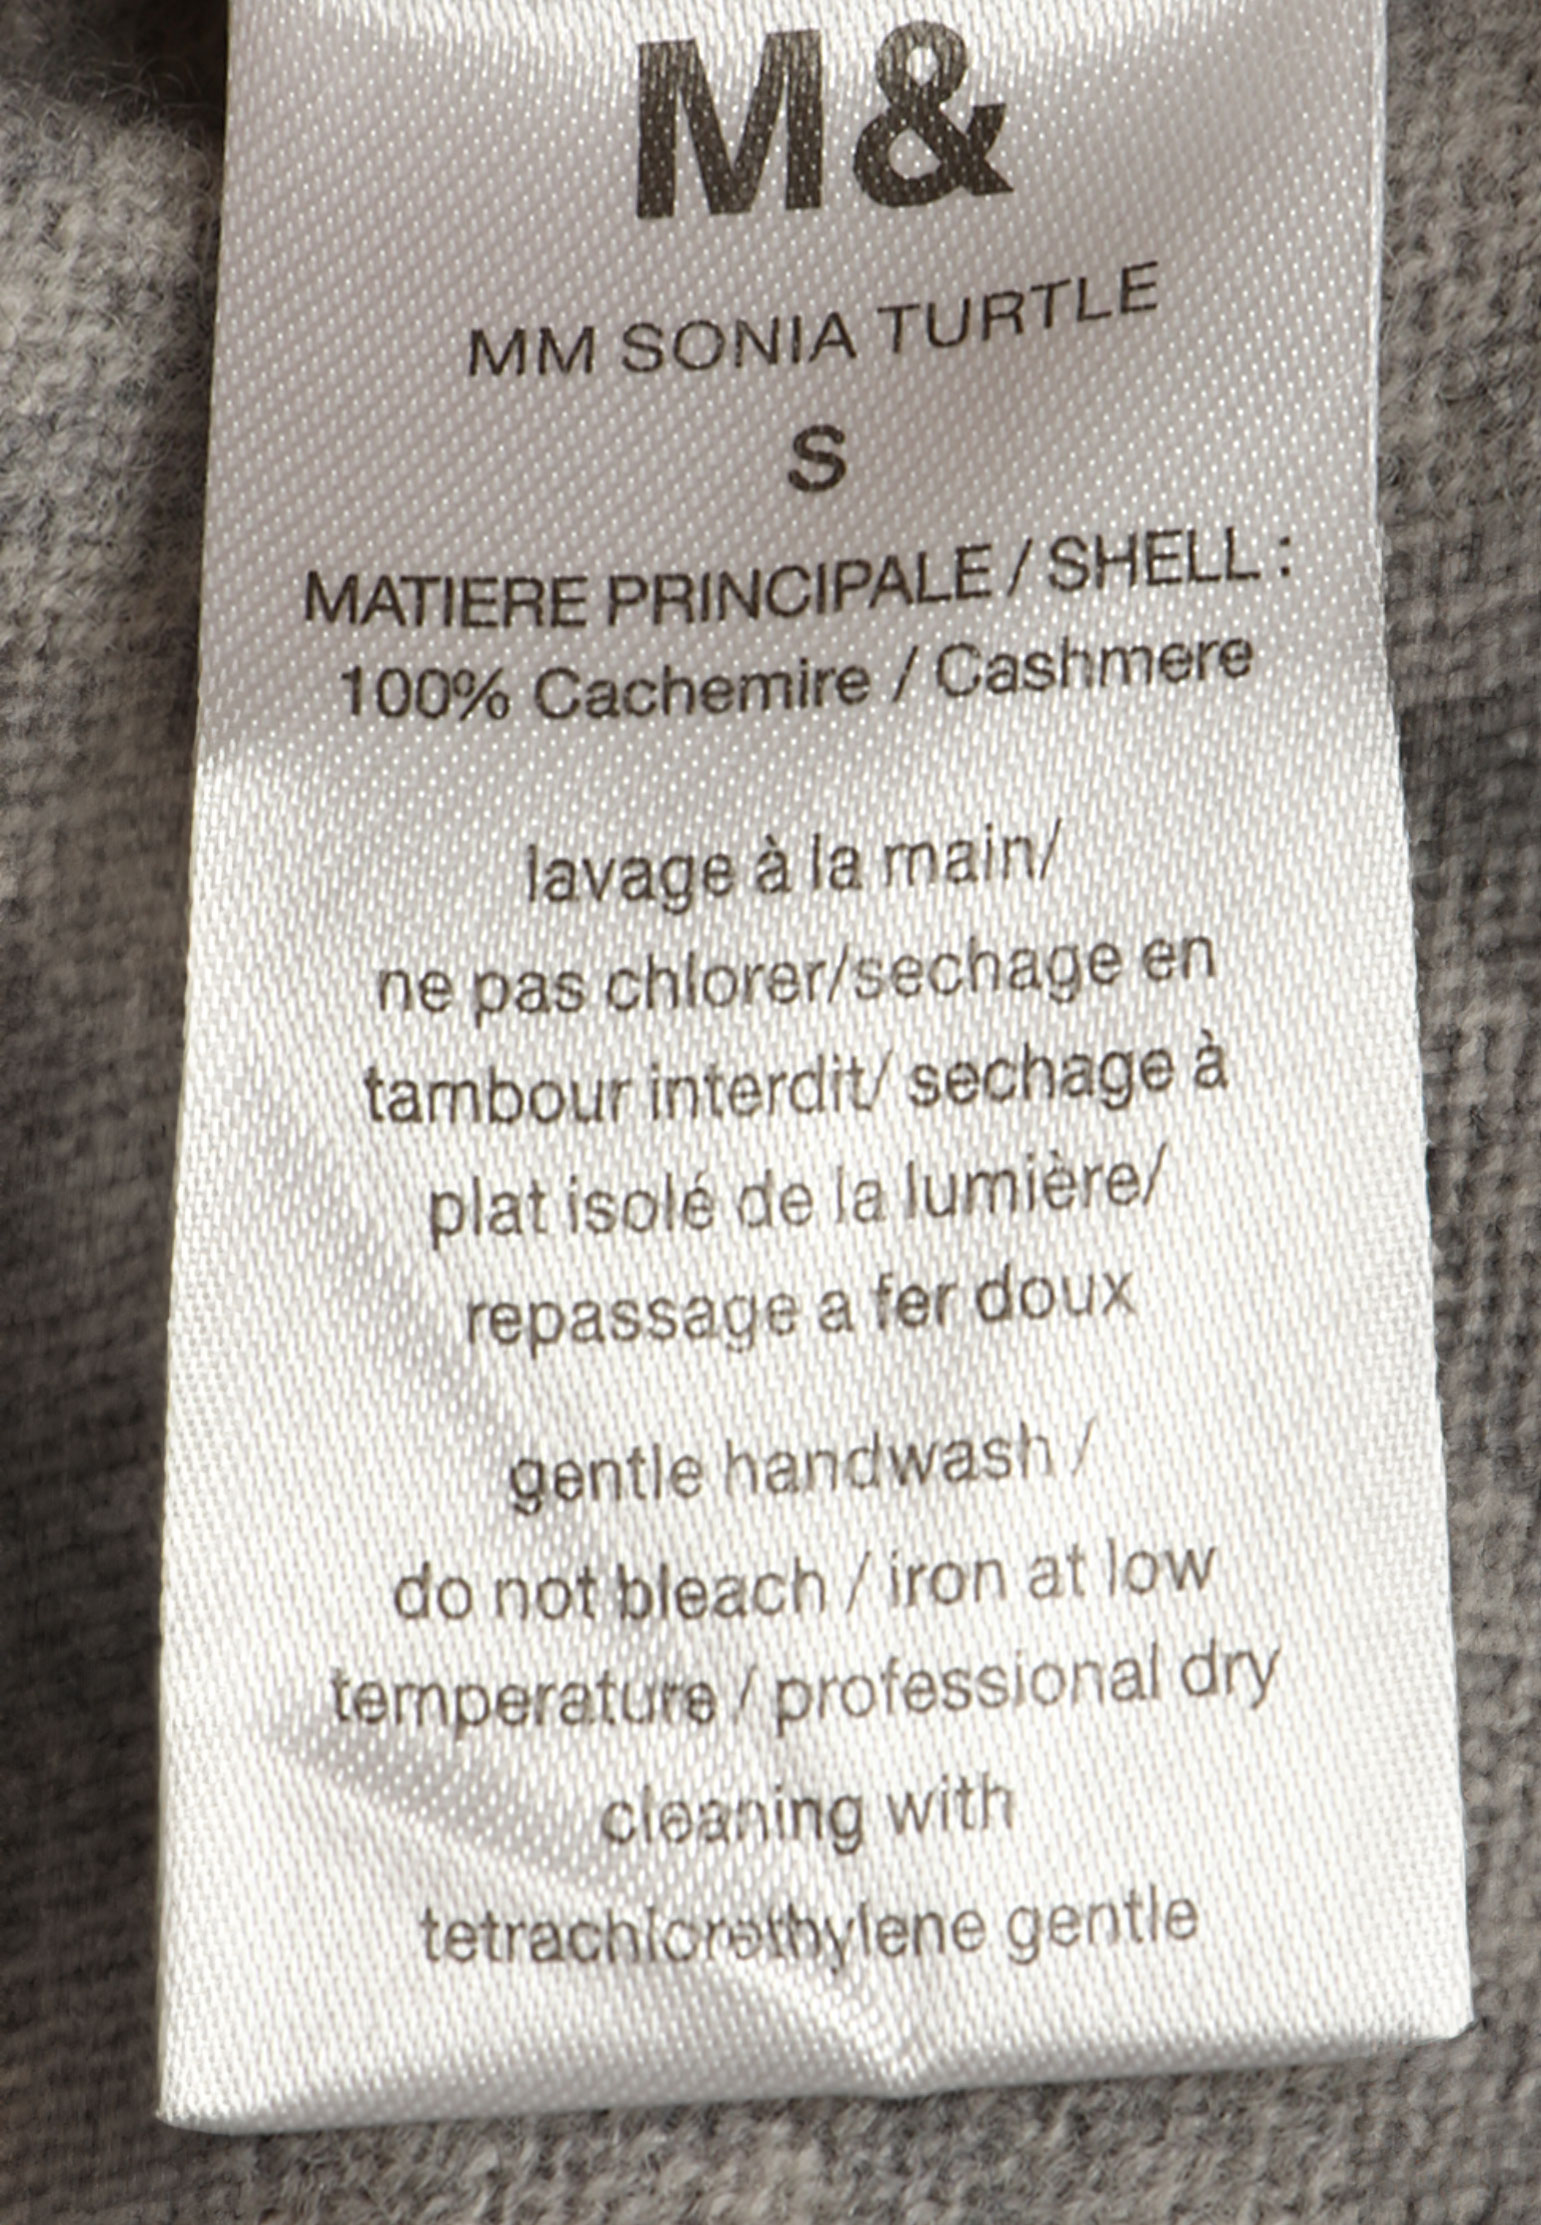 M&
MM SONIA TURTLE
S
MATIERE PRINCIPALE / SHELL :
100% Cachemire / Cashmere
lavage à la main/
ne pas chlorer/sechage en
tambour interdit/ sechage à
plat isolé de la lumière/
repassage a fer doux
gentle handwash /
do not bleach / iron at low
temperature / professional dry
cleaning with
tetrachlorethylene gentle